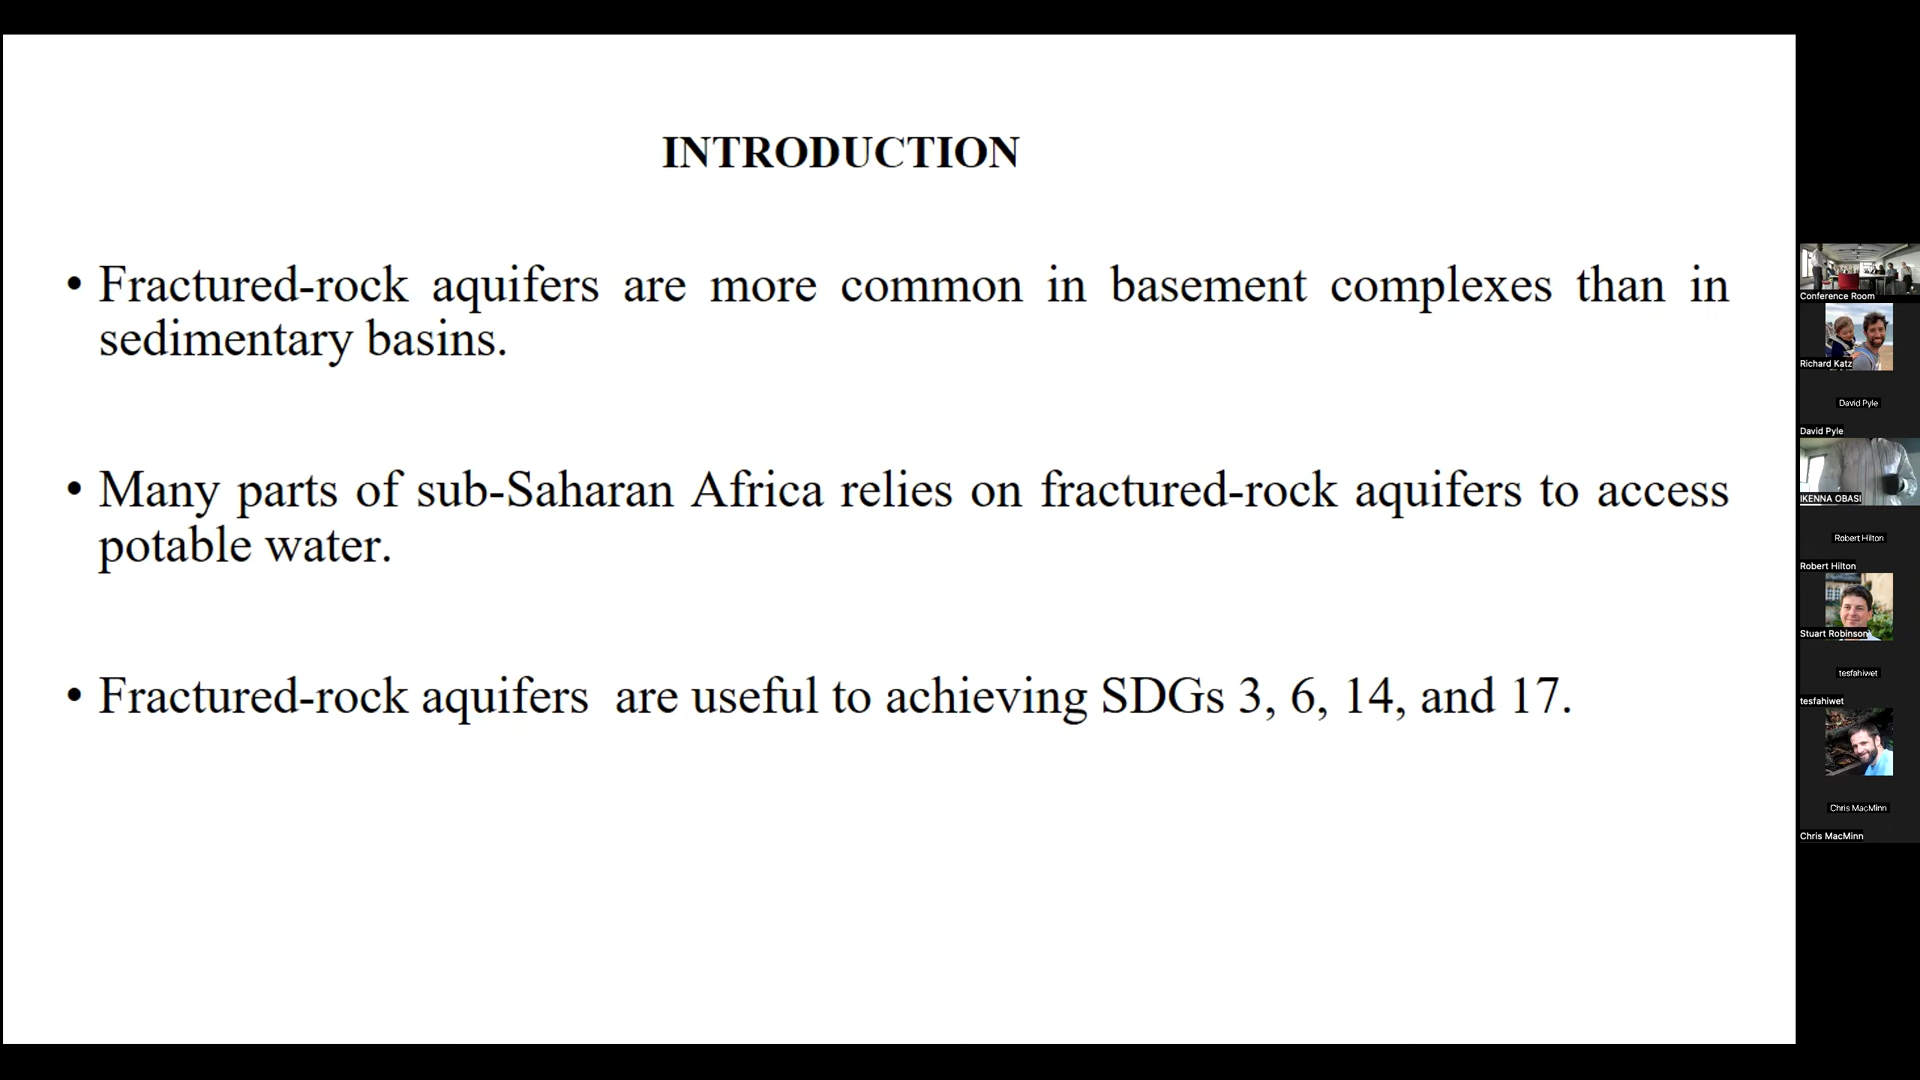 INTRODUCTION
• Fractured-rock aquifers are more common in basement complexes than in
sedimentary basins.
• Many parts of sub-Saharan Africa relies on fractured-rock aquifers to access
potable water.
• Fractured-rock aquifers are useful to achieving SDGs 3, 6, 14, and 17.
Conference Room
Richard Katz
David Pyle
David Pyle
IKENNA OBASI
Robert Hilton
Robert Hilton
Stuart Robinson
tesfahiwet
tesfahiwet
Chris MacMinn
Chris MacMinn